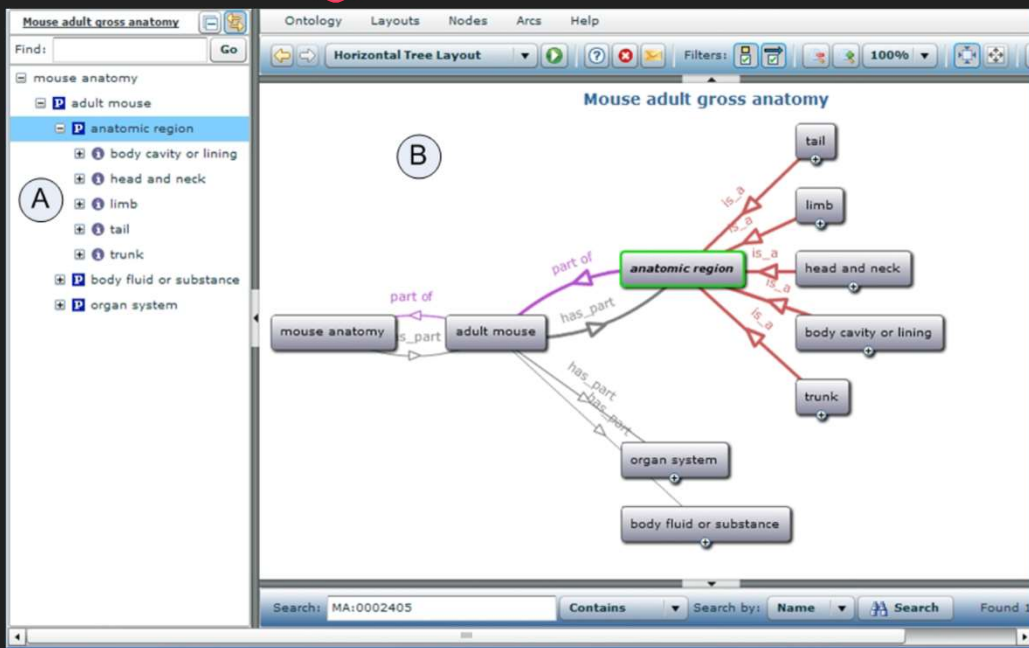 Mouse adult gross anatomy
Find:
Go
mouse anatomy
P adult mouse
P anatomic region
i body cavity or lining
i head and neck
i limb
i tail
i trunk
P body fluid or substance
P organ system
A
Ontology Layouts Nodes Arcs Help
Horizontal Tree Layout
Filters:
100%
Mouse adult gross anatomy
B
tail
is_a
limb
is_a
anatomic region
is_a
head and neck
is_a
body cavity or lining
is_a
trunk
part of
has_part
part of
mouse anatomy
s_part
adult mouse
has_part
has_part
organ system
body fluid or substance
Search: MA:0002405 Contains Search by: Name Search Found